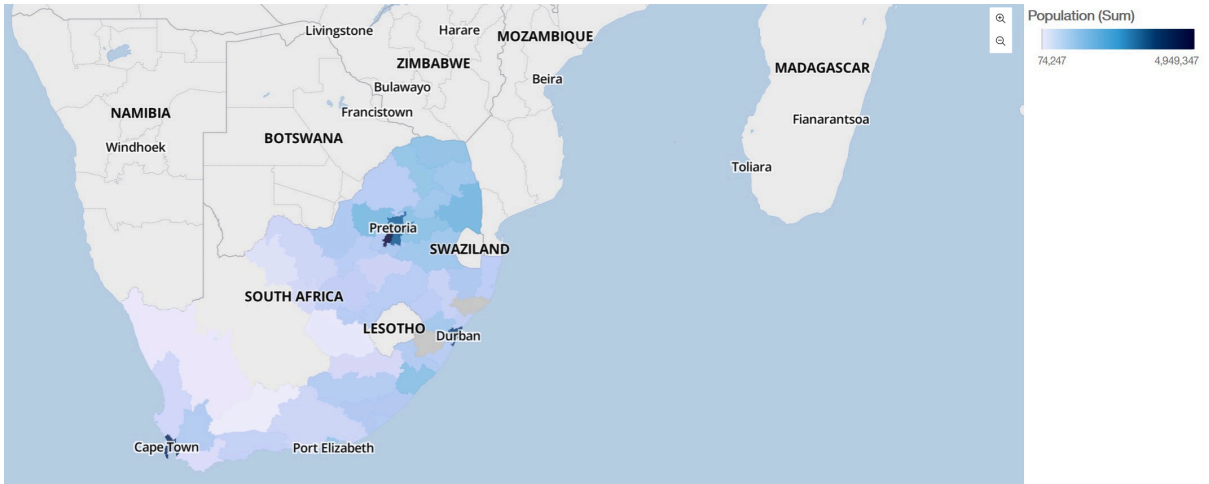 Livingstone
Harare
MOZAMBIQUE
ZIMBABWE
Bulawayo
Beira
MADAGASCAR
NAMIBIA
Francistown
Fianarantsoa
BOTSWANA
Windhoek
Toliara
Pretoria
SWAZILAND
SOUTH AFRICA
LESOTHO
Durban
Cape Town
Port Elizabeth
Population (Sum)
74,247
4,949,347